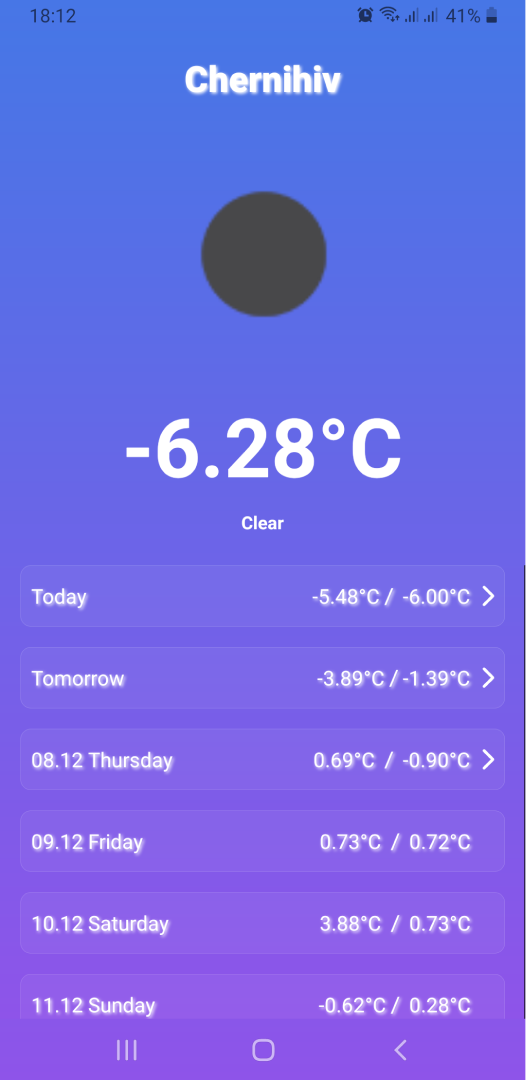 18:12 41%
Chernihiv
-6.28°C
Clear
Today -5.48°C / -6.00°C
Tomorrow -3.89°C / -1.39°C
08.12 Thursday 0.69°C / -0.90°C
09.12 Friday 0.73°C / 0.72°C
10.12 Saturday 3.88°C / 0.73°C
11.12 Sunday -0.62°C / 0.28°C